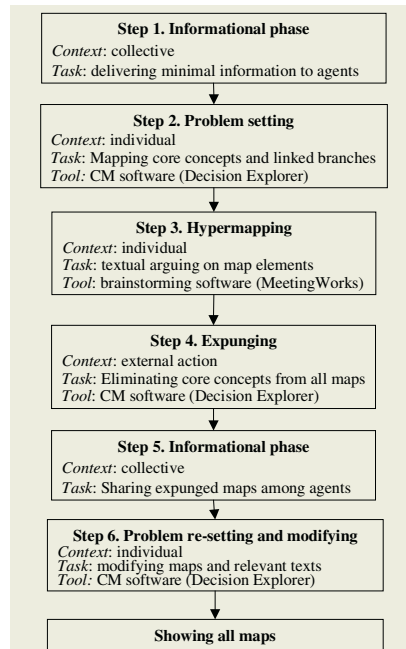 Step 1. Informational phase
Context: collective
Task: delivering minimal information to agents
Step 2. Problem setting
Context: individual
Task: Mapping core concepts and linked branches
Tool: CM software (Decision Explorer)
Step 3. Hypermapping
Context: individual
Task: textual arguing on map elements
Tool: brainstorming software (MeetingWorks)
Step 4. Expunging
Context: external action
Task: Eliminating core concepts from all maps
Tool: CM software (Decision Explorer)
Step 5. Informational phase
Context: collective
Task: Sharing expunged maps among agents
Step 6. Problem re-setting and modifying
Context: individual
Task: modifying maps and relevant texts
Tool: CM software (Decision Explorer)
Showing all maps